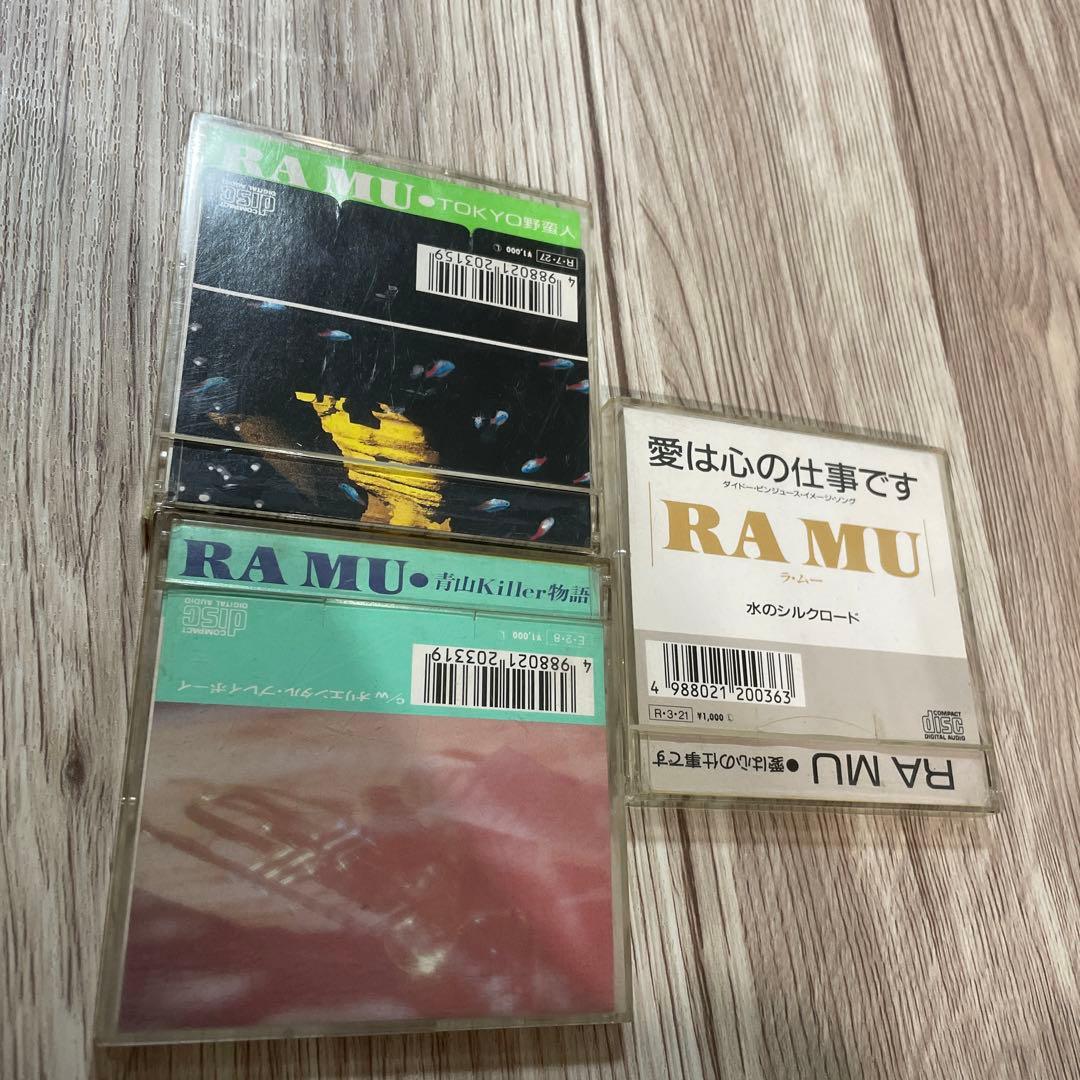 RA MU●TOKYO野蛮人
COMPACT
disc
DIGITAL AUDIO
R・7・27 ¥1,000 L
4 988021 203159
RA MU●青山Killer物語
COMPACT
disc
DIGITAL AUDIO
E・2・8 ¥1,000 L
4 988021 203319
c/w オリエンタル・プレイボーイ
愛は心の仕事です
ダイドー・ビンジュース・イメージ・ソング
RA MU
ラ・ムー
水のシルクロード
4 988021 200363
R・3・21 ¥1,000 L
COMPACT
disc
DIGITAL AUDIO
RA MU●愛は心の仕事です